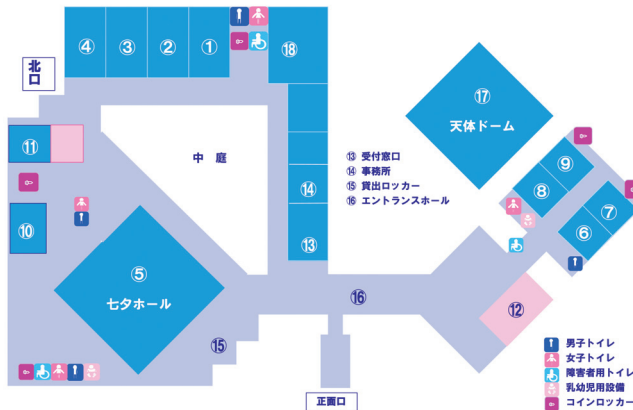 ④ ③ ② ① ⑱
北口
⑰
天体ドーム
⑪
中 庭
⑬ 受付窓口
⑭ 事務所
⑮ 貸出ロッカー
⑯ エントランスホール
⑨
⑧
⑦
⑥
⑭
⑩
⑬
⑤
七夕ホール
⑯
⑫
⑮
正面口
男子トイレ
女子トイレ
障害者用トイレ
乳幼児用設備
コインロッカー